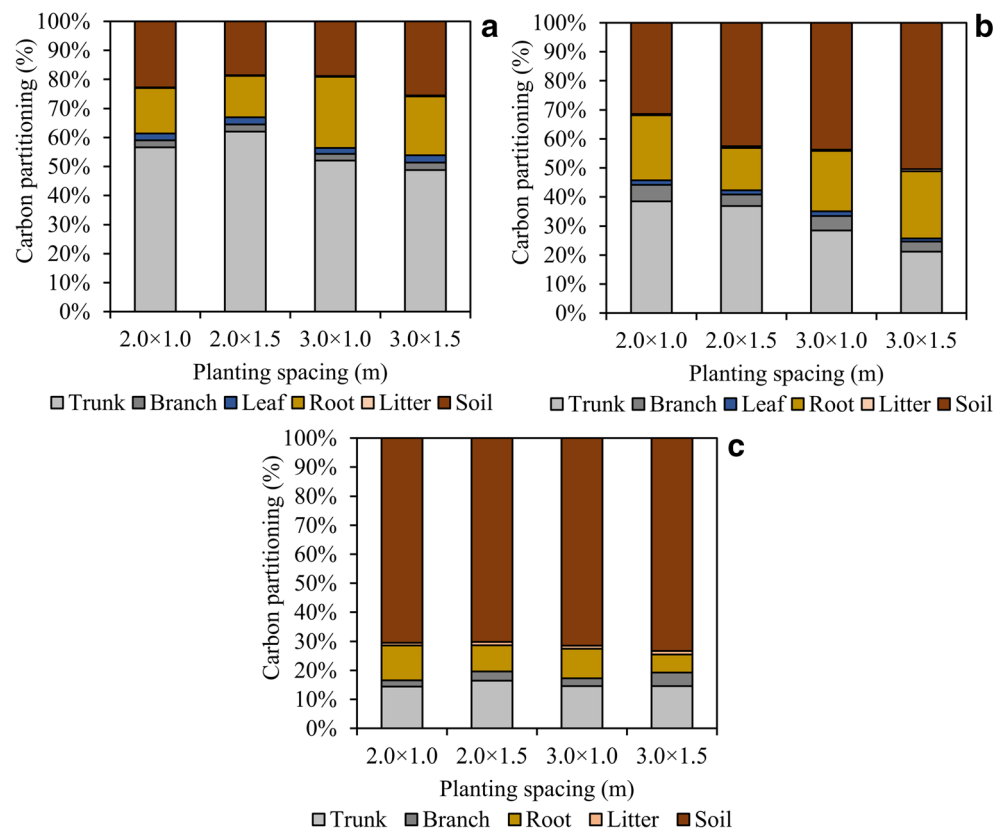 a
Carbon partitioning (%)
100%
90%
80%
70%
60%
50%
40%
30%
20%
10%
0%
2.0×1.0 2.0×1.5 3.0×1.0 3.0×1.5
Planting spacing (m)
Trunk Branch Leaf Root Litter Soil
b
Carbon partitioning (%)
100%
90%
80%
70%
60%
50%
40%
30%
20%
10%
0%
2.0×1.0 2.0×1.5 3.0×1.0 3.0×1.5
Planting spacing (m)
Trunk Branch Leaf Root Litter Soil
c
Carbon partitioning (%)
100%
90%
80%
70%
60%
50%
40%
30%
20%
10%
0%
2.0×1.0 2.0×1.5 3.0×1.0 3.0×1.5
Planting spacing (m)
Trunk Branch Root Litter Soil